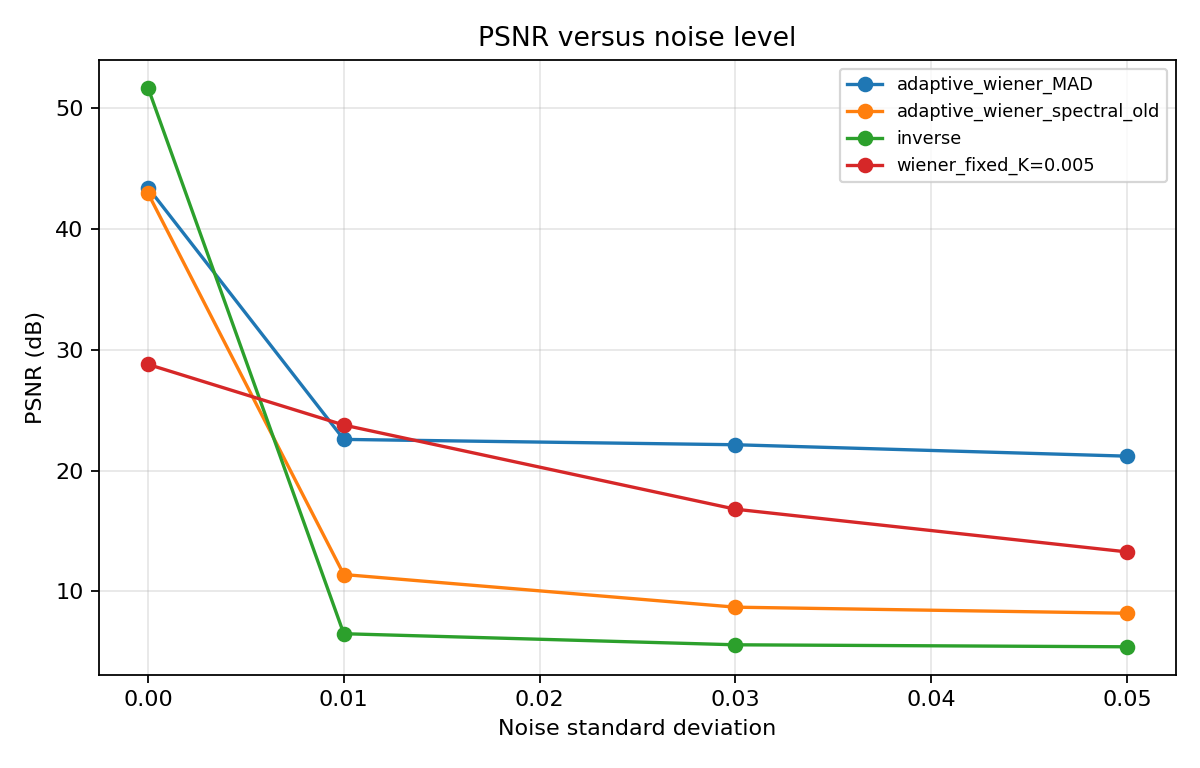 PSNR versus noise level
adaptive_wiener_MAD
adaptive_wiener_spectral_old
inverse
wiener_fixed_K=0.005
PSNR (dB)
50
40
30
20
10
0.00 0.01 0.02 0.03 0.04 0.05
Noise standard deviation